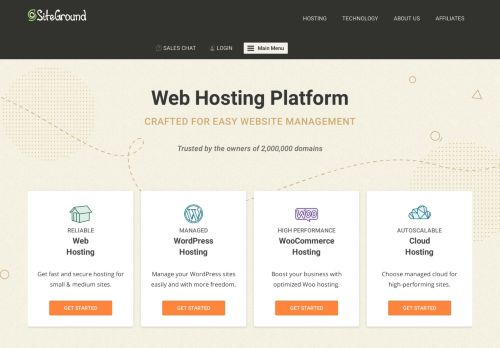 SiteGround
HOSTING TECHNOLOGY ABOUT US AFFILIATES
SALES CHAT LOGIN Main Menu
Web Hosting Platform
CRAFTED FOR EASY WEBSITE MANAGEMENT
Trusted by the owners of 2,000,000 domains
RELIABLE
Web
Hosting
Get fast and secure hosting for
small & medium sites.
GET STARTED
MANAGED
WordPress
Hosting
Manage your WordPress sites
easily and with more freedom.
GET STARTED
WOO
HIGH PERFORMANCE
WooCommerce
Hosting
Boost your business with
optimized Woo hosting.
GET STARTED
AUTOSCALABLE
Cloud
Hosting
Choose managed cloud for
high-performing sites.
GET STARTED